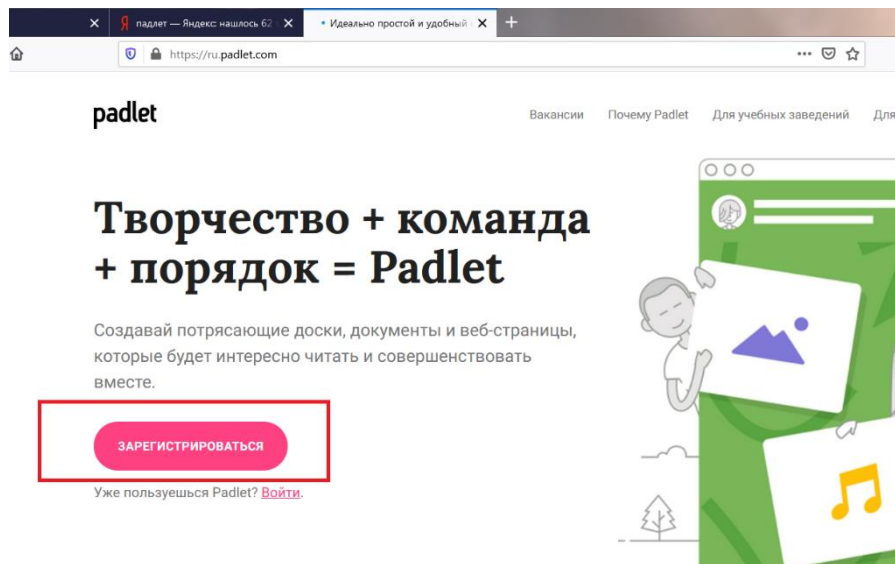 падлет — Яндекс: нашлось 62
Идеально простой и удобный
https://ru.padlet.com
padlet
Вакансии Почему Padlet Для учебных заведений Для
Творчество + команда
+ порядок = Padlet
Создавай потрясающие доски, документы и веб-страницы,
которые будет интересно читать и совершенствовать
вместе.
ЗАРЕГИСТРИРОВАТЬСЯ
Уже пользуешься Padlet? Войти.